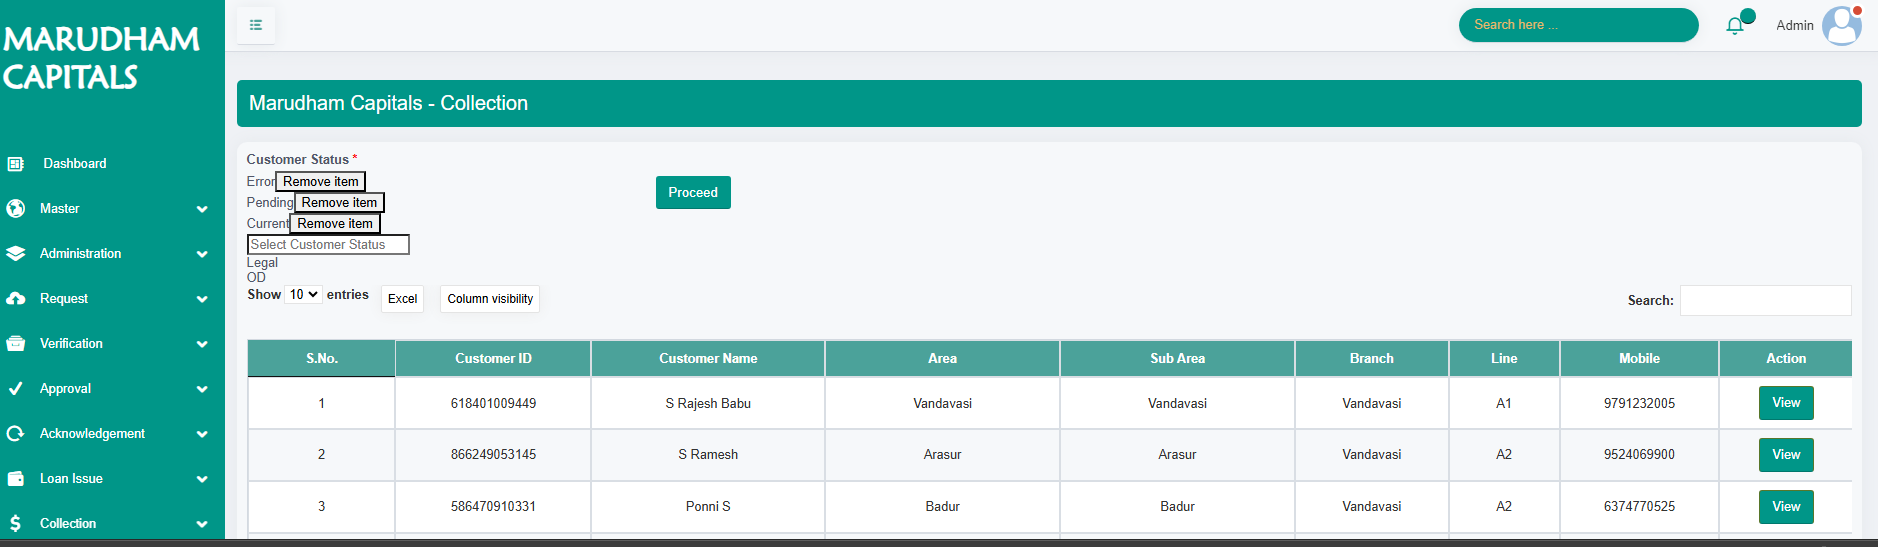 MARUDHAM
CAPITALS
Search here ...
Admin
Marudham Capitals - Collection
Dashboard
Master
Administration
Request
Verification
Approval
Acknowledgement
Loan Issue
Collection
Customer Status *
Error Remove item
Pending Remove item
Current Remove item
Select Customer Status
Legal
OD
Proceed
Show 10 entries Excel Column visibility Search:
S.No. Customer ID Customer Name Area Sub Area Branch Line Mobile Action
1 618401009449 S Rajesh Babu Vandavasi Vandavasi Vandavasi A1 9791232005 View
2 866249053145 S Ramesh Arasur Arasur Vandavasi A2 9524069900 View
3 586470910331 Ponni S Badur Badur Vandavasi A2 6374770525 View